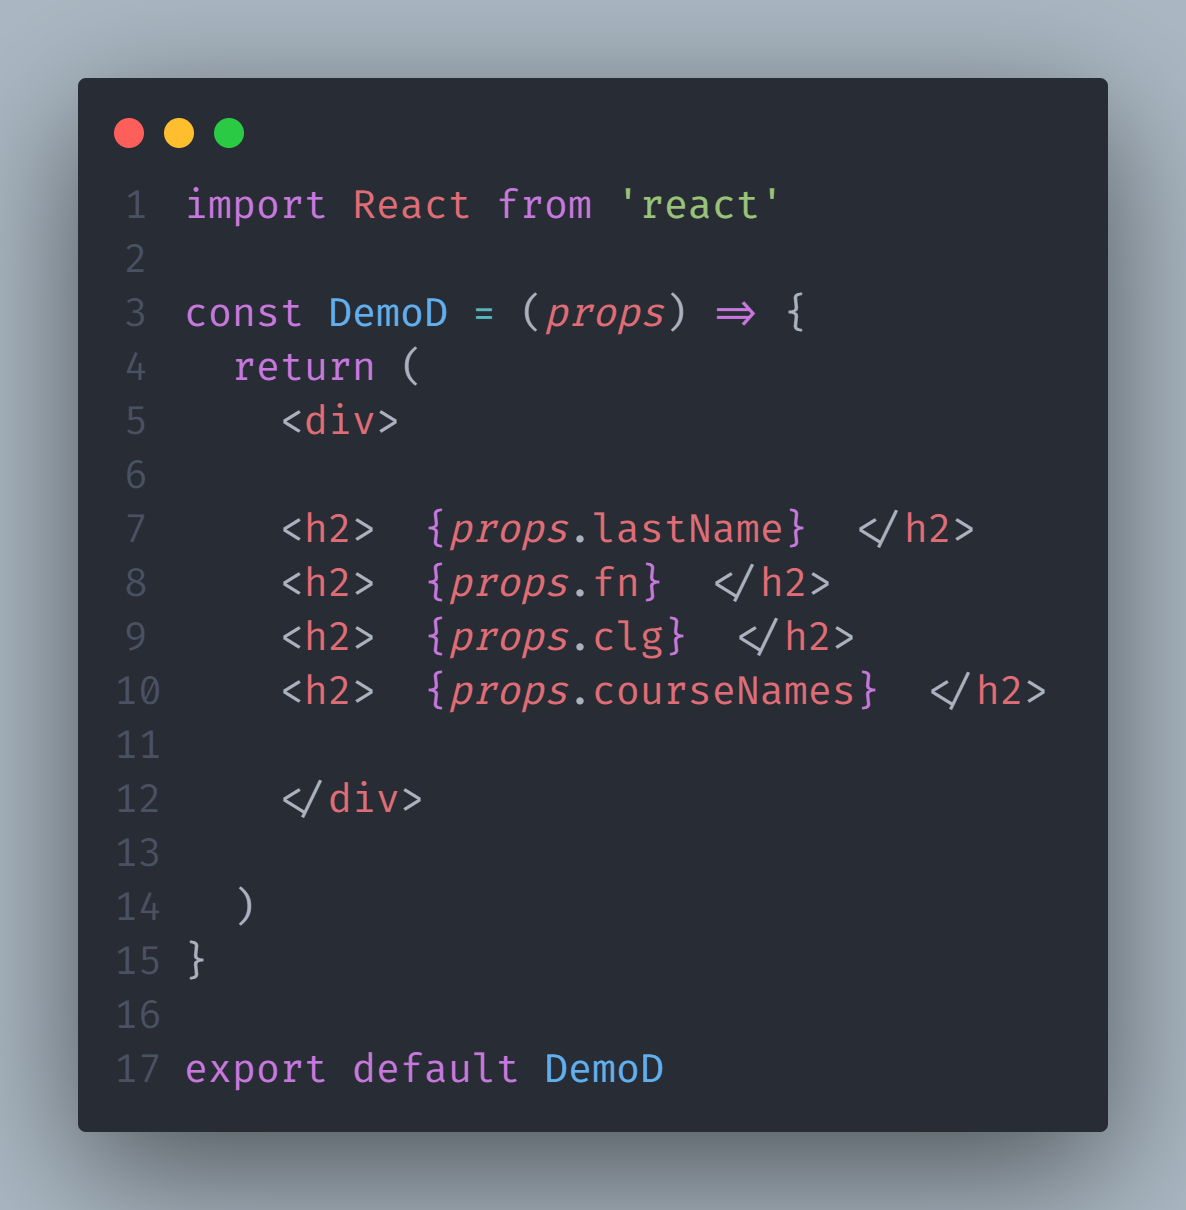 1 import React from 'react'
2
3 const DemoD = (props) => {
4   return (
5     <div>
6
7     <h2>  {props.lastName}  </h2>
8     <h2>  {props.fn}  </h2>
9     <h2>  {props.clg}  </h2>
10     <h2>  {props.courseNames}  </h2>
11
12     </div>
13
14   )
15 }
16
17 export default DemoD